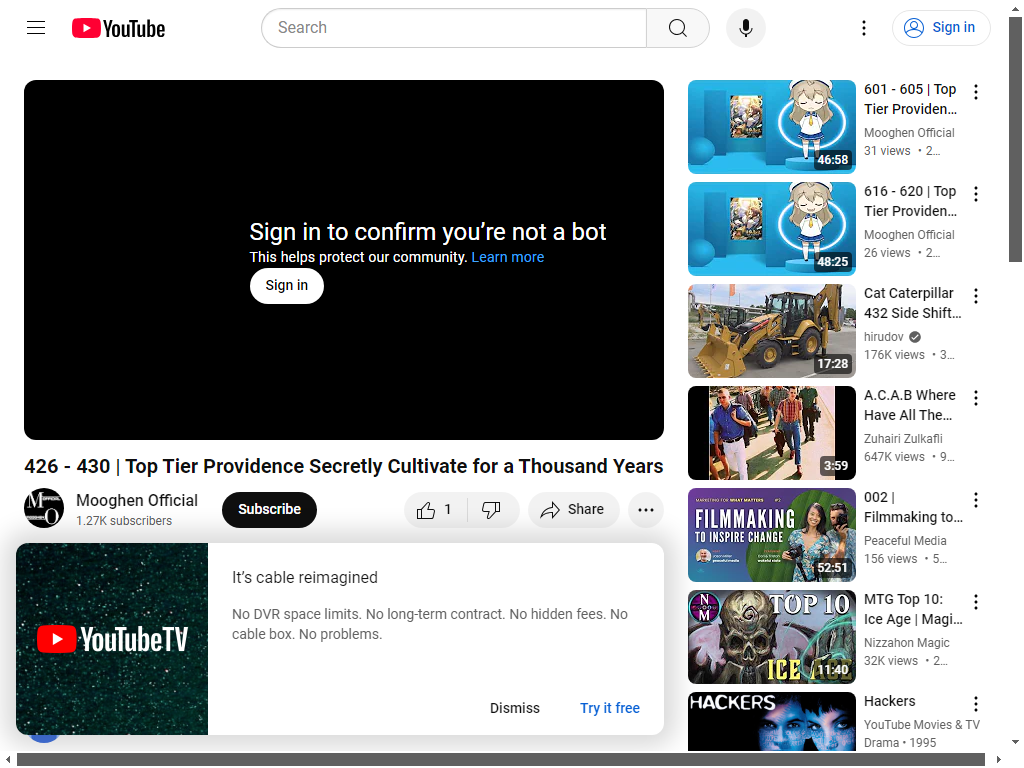 YouTube
Search
Sign in
Sign in to confirm you’re not a bot
This helps protect our community. Learn more
Sign in
426 - 430 | Top Tier Providence Secretly Cultivate for a Thousand Years
Mooghen Official
1.27K subscribers
Subscribe
1
Share
YouTubeTV
It’s cable reimagined
No DVR space limits. No long-term contract. No hidden fees. No
cable box. No problems.
Dismiss
Try it free
46:58
601 - 605 | Top
Tier Providen…
Mooghen Official
31 views • 2…
48:25
616 - 620 | Top
Tier Providen…
Mooghen Official
26 views • 2…
17:28
Cat Caterpillar
432 Side Shift…
hirudov
176K views • 3…
3:59
A.C.A.B Where
Have All The…
Zuhairi Zulkafli
647K views • 9…
MARKETING FOR WHAT MATTERS #2
FILMMAKING
TO INSPIRE CHANGE
52:51
002 |
Filmmaking to…
Peaceful Media
156 views • 5…
NM
TOP 10
ICE AGE
11:40
MTG Top 10:
Ice Age | Magi…
Nizzahon Magic
32K views • 2…
HACKERS
Hackers
YouTube Movies & TV
Drama • 1995